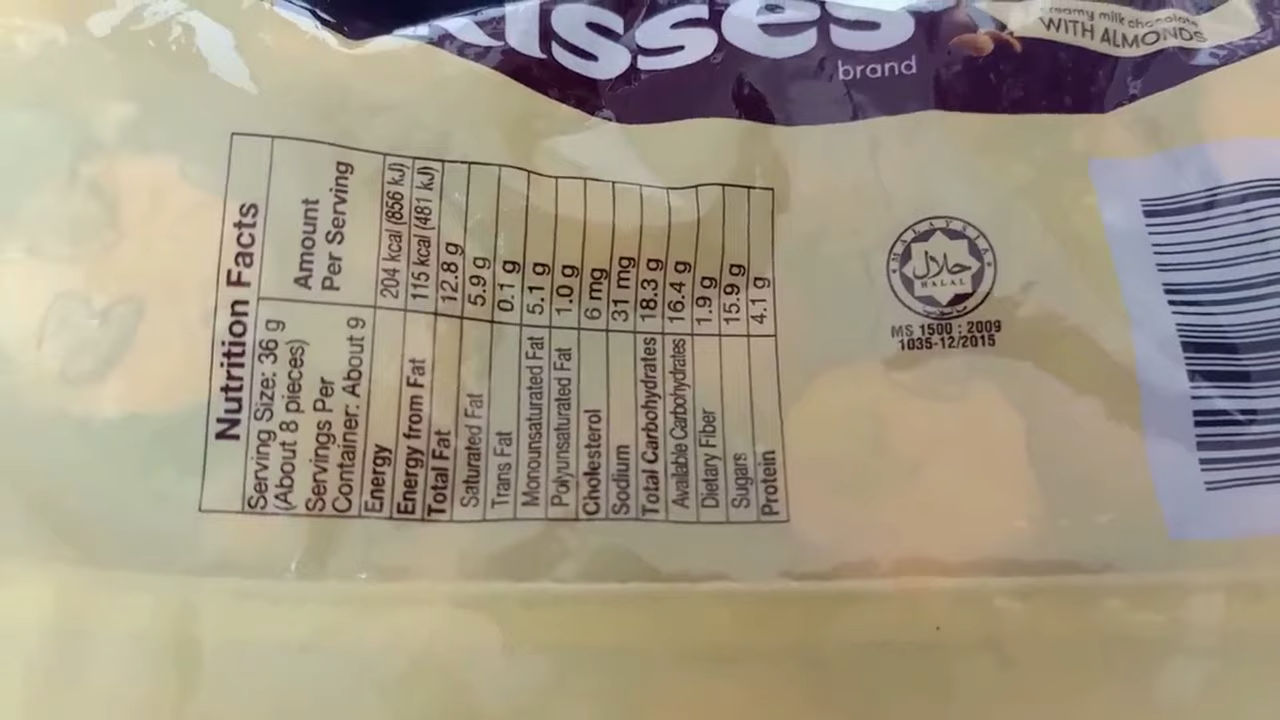 Kisses
brand
creamy milk chocolate
WITH ALMONDS
Nutrition Facts
Serving Size: 36 g
(About 8 pieces)
Servings Per
Container: About 9
Amount
Per Serving
Energy 204 kcal (856 kJ)
Energy from Fat 115 kcal (481 kJ)
Total Fat 12.8 g
Saturated Fat 5.9 g
Trans Fat 0.1 g
Monounsaturated Fat 5.1 g
Polyunsaturated Fat 1.0 g
Cholesterol 6 mg
Sodium 31 mg
Total Carbohydrates 18.3 g
Available Carbohydrates 16.4 g
Dietary Fiber 1.9 g
Sugars 15.9 g
Protein 4.1 g
MALAYSIA
حلال
HALAL
MS 1500 : 2009
1035-12/2015